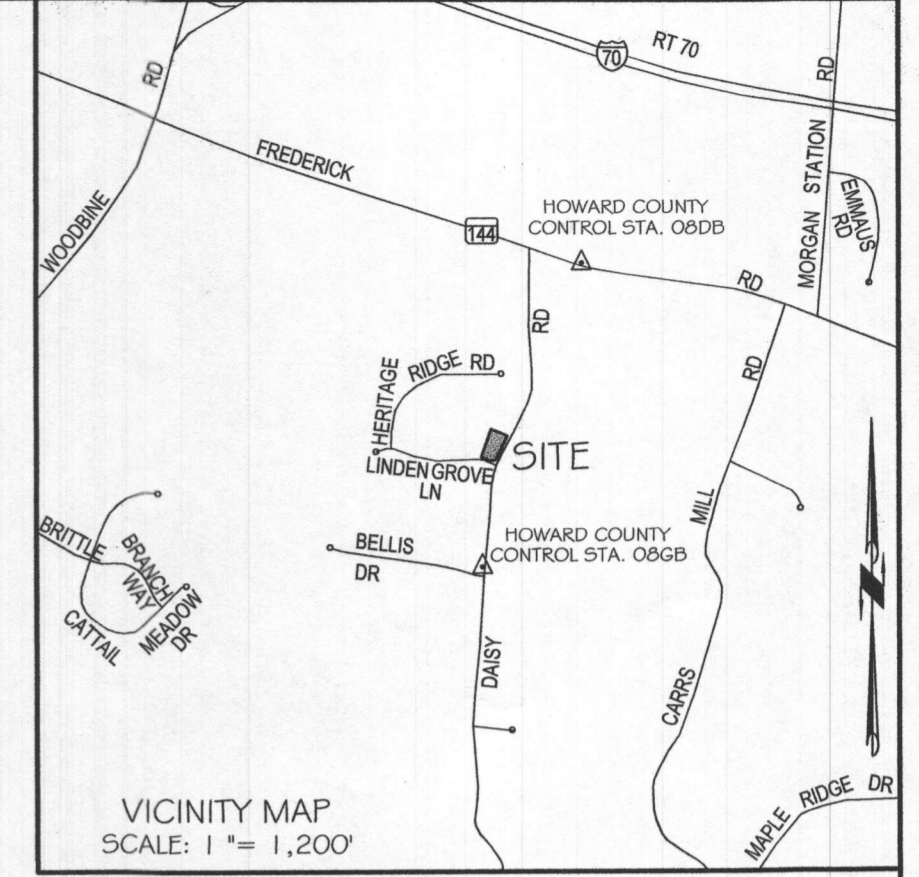 RT 70
70
RD
RD
FREDERICK
WOODBINE
MORGAN STATION
EMMAUS
RD
HOWARD COUNTY
CONTROL STA. 08DB
144
RD
RD
RIDGE RD
HERITAGE
RD
SITE
LINDEN GROVE
LN
MILL
BRITTLE
BRANCH
WAY
BELLIS
DR
HOWARD COUNTY
CONTROL STA. 08GB
MEADOW
DR
CATTAIL
DAISY
CARRS
VICINITY MAP
SCALE: 1 "= 1,200'
MAPLE RIDGE DR